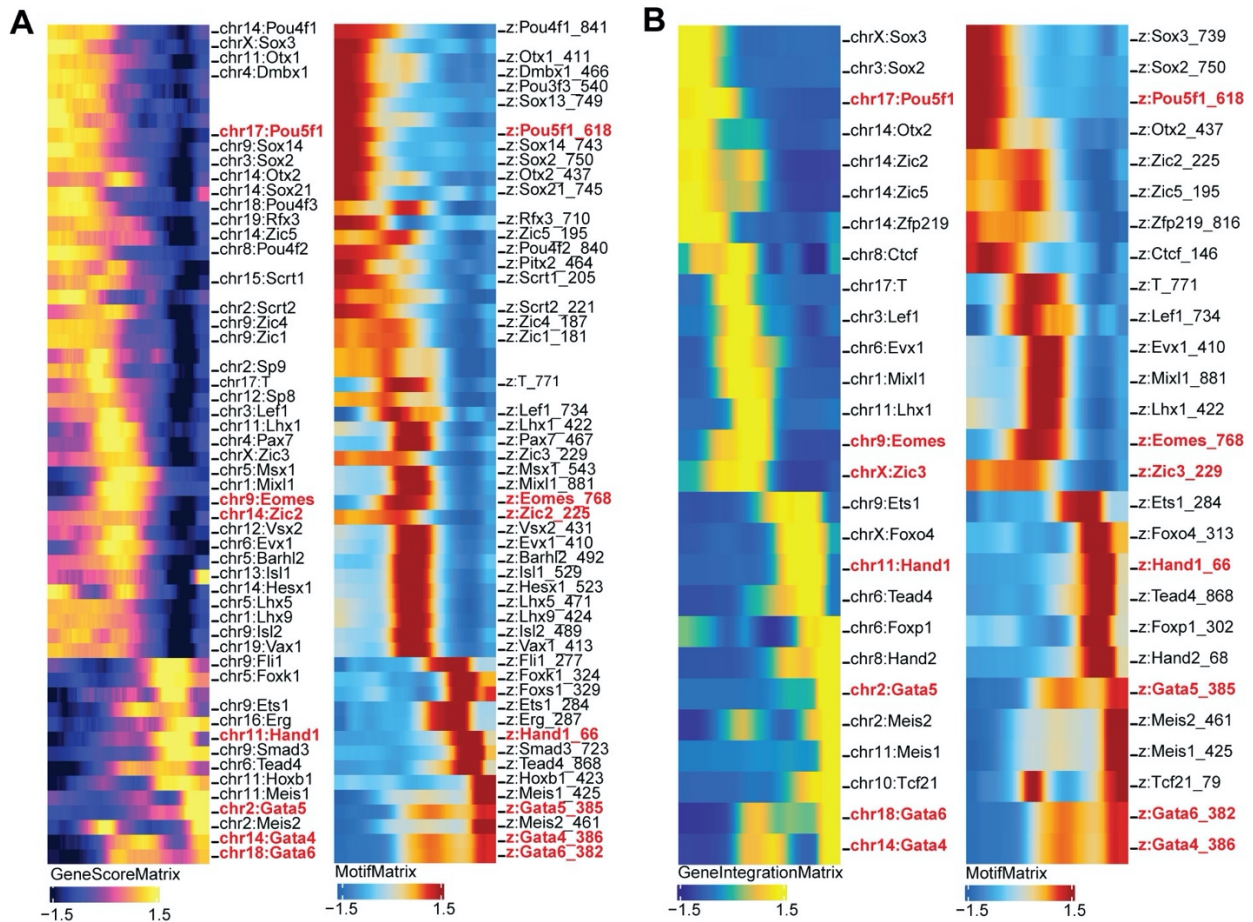 A
chr14:Pou4f1
chrX:Sox3
chr11:Otx1
chr4:Dmbx1
chr17:Pou5f1
chr9:Sox14
chr3:Sox2
chr14:Otx2
chr14:Sox21
chr18:Pou4f3
chr19:Rfx3
chr14:Zic5
chr8:Pou4f2
chr15:Scrt1
chr2:Scrt2
chr9:Zic4
chr9:Zic1
chr2:Sp9
chr17:T
chr12:Sp8
chr3:Lef1
chr11:Lhx1
chr4:Pax7
chrX:Zic3
chr5:Msx1
chr1:Mixl1
chr9:Eomes
chr14:Zic2
chr12:Vsx2
chr6:Evx1
chr5:Barhl2
chr13:Isl1
chr14:Hesx1
chr5:Lhx5
chr1:Lhx9
chr9:Isl2
chr19:Vax1
chr9:Fli1
chr5:Foxk1
chr9:Ets1
chr16:Erg
chr11:Hand1
chr9:Smad3
chr6:Tead4
chr11:Hoxb1
chr11:Meis1
chr2:Gata5
chr2:Meis2
chr14:Gata4
chr18:Gata6
GeneScoreMatrix
−1.5 1.5
z:Pou4f1_841
z:Otx1_411
z:Dmbx1_466
z:Pou3f3_540
z:Sox13_749
z:Pou5f1_618
z:Sox14_743
z:Sox2_750
z:Otx2_437
z:Sox21_745
z:Rfx3_710
z:Zic5_195
z:Pou4f2_840
z:Pitx2_464
z:Scrt1_205
z:Scrt2_221
z:Zic4_187
z:Zic1_181
z:T_771
z:Lef1_734
z:Lhx1_422
z:Pax7_467
z:Zic3_229
z:Msx1_543
z:Mixl1_881
z:Eomes_768
z:Zic2_225
z:Vsx2_431
z:Evx1_410
z:Barhl2_492
z:Isl1_529
z:Hesx1_523
z:Lhx5_471
z:Lhx9_424
z:Isl2_489
z:Vax1_413
z:Fli1_277
z:Foxk1_324
z:Foxs1_329
z:Ets1_284
z:Erg_287
z:Hand1_66
z:Smad3_723
z:Tead4_868
z:Hoxb1_423
z:Meis1_425
z:Gata5_385
z:Meis2_461
z:Gata4_386
z:Gata6_382
MotifMatrix
−1.5 1.5
B
chrX:Sox3
chr3:Sox2
chr17:Pou5f1
chr14:Otx2
chr14:Zic2
chr14:Zic5
chr14:Zfp219
chr8:Ctcf
chr17:T
chr3:Lef1
chr6:Evx1
chr1:Mixl1
chr11:Lhx1
chr9:Eomes
chrX:Zic3
chr9:Ets1
chrX:Foxo4
chr11:Hand1
chr6:Tead4
chr6:Foxp1
chr8:Hand2
chr2:Gata5
chr2:Meis2
chr11:Meis1
chr10:Tcf21
chr18:Gata6
chr14:Gata4
GeneIntegrationMatrix
−1.5 1.5
z:Sox3_739
z:Sox2_750
z:Pou5f1_618
z:Otx2_437
z:Zic2_225
z:Zic5_195
z:Zfp219_816
z:Ctcf_146
z:T_771
z:Lef1_734
z:Evx1_410
z:Mixl1_881
z:Lhx1_422
z:Eomes_768
z:Zic3_229
z:Ets1_284
z:Foxo4_313
z:Hand1_66
z:Tead4_868
z:Foxp1_302
z:Hand2_68
z:Gata5_385
z:Meis2_461
z:Meis1_425
z:Tcf21_79
z:Gata6_382
z:Gata4_386
MotifMatrix
−1.5 1.5